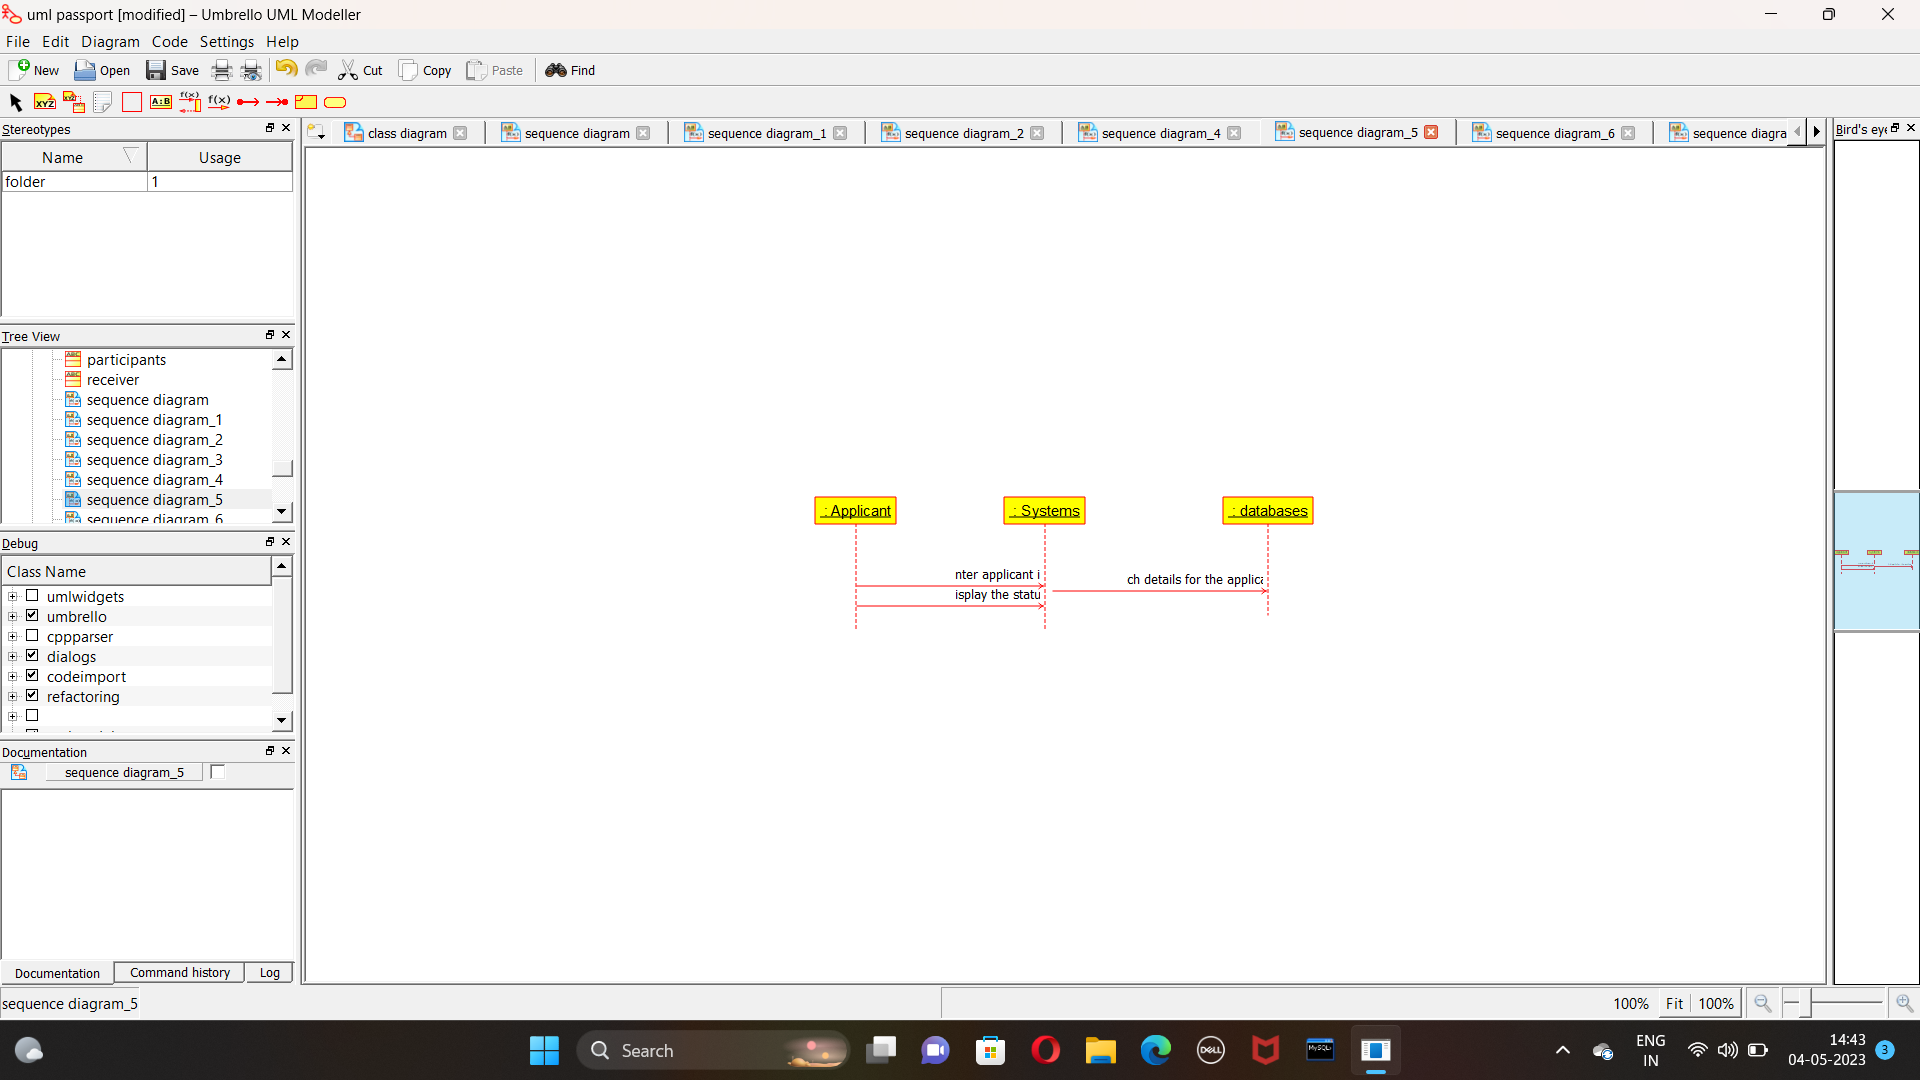 uml passport [modified] – Umbrello UML Modeller
File Edit Diagram Code Settings Help
New Open Save Cut Copy Paste Find
XYZ XYZ A:B f(x) f(x)
Stereotypes
Name Usage
folder 1
class diagram sequence diagram sequence diagram_1 sequence diagram_2 sequence diagram_4 sequence diagram_5 sequence diagram_6 sequence diagra
Bird's eye
Tree View
participants
receiver
sequence diagram
sequence diagram_1
sequence diagram_2
sequence diagram_3
sequence diagram_4
sequence diagram_5
sequence diagram_6
: Applicant : Systems : databases
nter applicant i
ch details for the applica
isplay the statu
Debug
Class Name
umlwidgets
umbrello
cppparser
dialogs
codeimport
refactoring
Documentation
sequence diagram_5
Documentation Command history Log
sequence diagram_5
100% Fit 100%
Search
DELL
MySQL
ENG
IN
14:43
04-05-2023
3